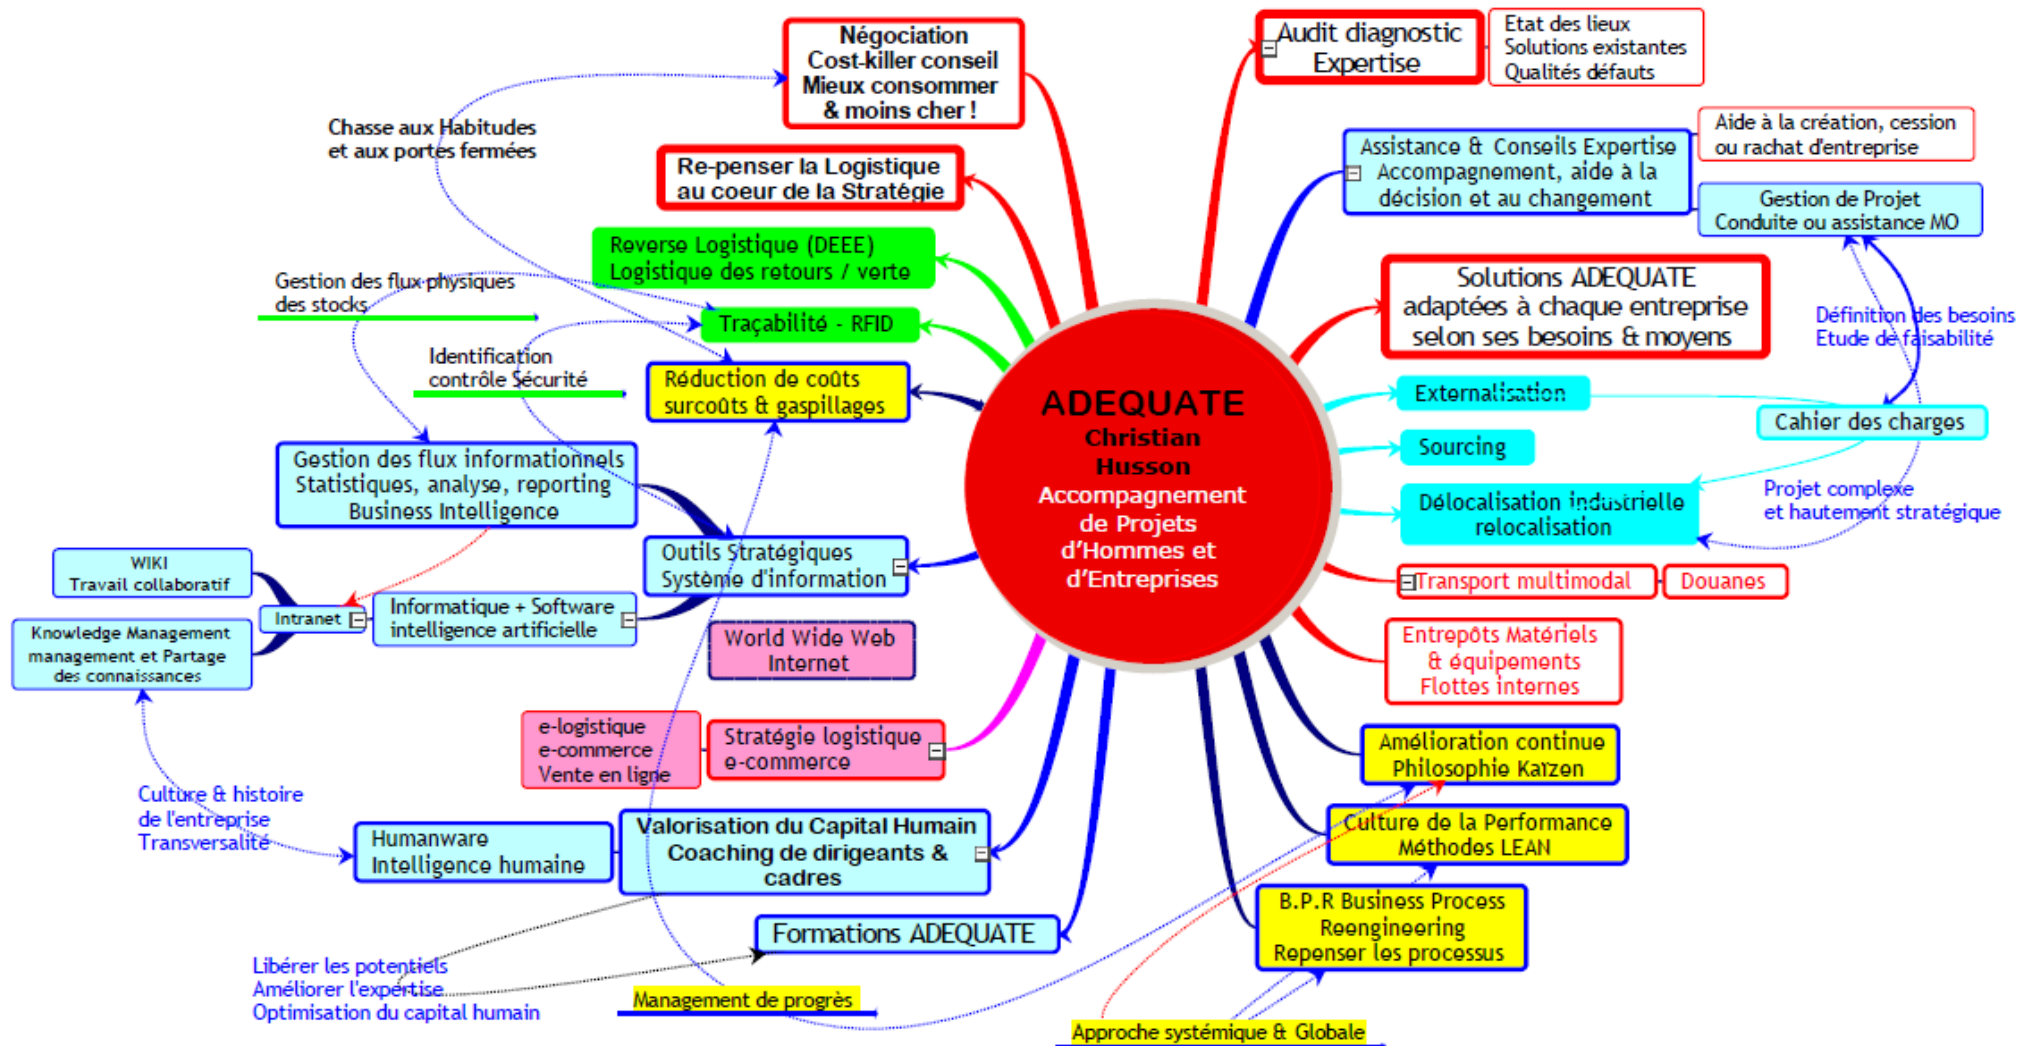 Négociation
Cost-killer conseil
Mieux consommer
& moins cher !
Chasse aux Habitudes
et aux portes fermées
Re-penser la Logistique
au coeur de la Stratégie
Reverse Logistique (DEEE)
Logistique des retours / verte
Gestion des flux physiques
des stocks
Traçabilité - RFID
Identification
contrôle Sécurité
Réduction de coûts
surcoûts & gaspillages
Gestion des flux informationnels
Statistiques, analyse, reporting
Business Intelligence
Outils Stratégiques
Système d'information
WIKI
Travail collaboratif
Intranet
Informatique + Software
intelligence artificielle
Knowledge Management
management et Partage
des connaissances
World Wide Web
Internet
e-logistique
e-commerce
Vente en ligne
Stratégie logistique
e-commerce
Culture & histoire
de l'entreprise
Transversalité
Humanware
Intelligence humaine
Valorisation du Capital Humain
Coaching de dirigeants &
cadres
Formations ADEQUATE
Libérer les potentiels
Améliorer l'expertise
Optimisation du capital humain
Management de progrès
ADEQUATE
Christian
Husson
Accompagnement
de Projets
d'Hommes et
d'Entreprises
Audit diagnostic
Expertise
Etat des lieux
Solutions existantes
Qualités défauts
Assistance & Conseils Expertise
Accompagnement, aide à la
décision et au changement
Aide à la création, cession
ou rachat d'entreprise
Gestion de Projet
Conduite ou assistance MO
Solutions ADEQUATE
adaptées à chaque entreprise
selon ses besoins & moyens
Définition des besoins
Etude de faisabilité
Externalisation
Cahier des charges
Sourcing
Délocalisation industrielle
relocalisation
Projet complexe
et hautement stratégique
Transport multimodal
Douanes
Entrepôts Matériels
& équipements
Flottes internes
Amélioration continue
Philosophie Kaïzen
Culture de la Performance
Méthodes LEAN
B.P.R Business Process
Reengineering
Repenser les processus
Approche systémique & Globale